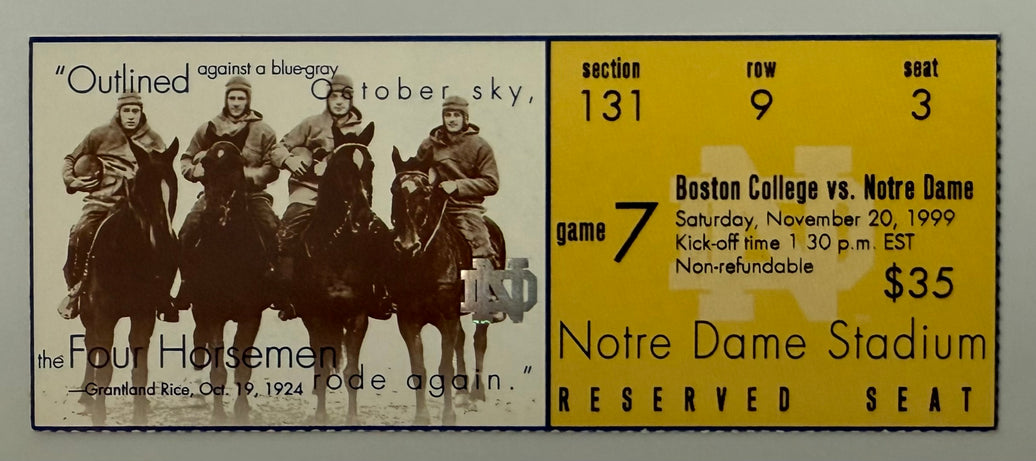 "Outlined against a blue-gray
October sky,
the Four Horsemen
rode again."
—Grantland Rice, Oct. 19, 1924
ND
section row seat
131 9 3
Boston College vs. Notre Dame
game 7
Saturday, November 20, 1999
Kick-off time 1 30 p.m. EST
Non-refundable
$35
Notre Dame Stadium
RESERVED SEAT